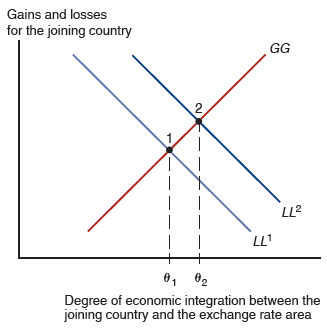 Gains and losses
for the joining country
GG
2
1
LL²
LL¹
θ₁ θ₂
Degree of economic integration between the
joining country and the exchange rate area